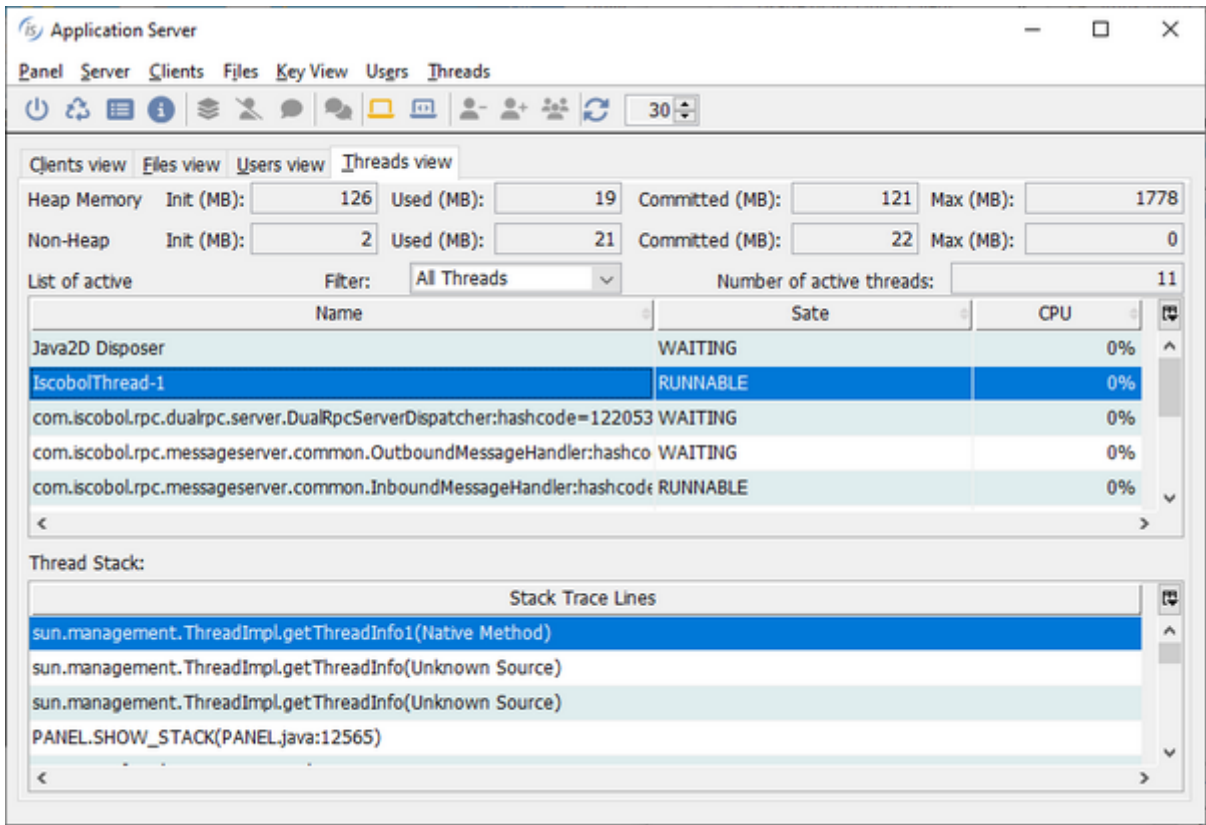 is Application Server
Panel Server Clients Files Key View Users Threads
30
Clients view Files view Users view Threads view
Heap Memory Init (MB): 126 Used (MB): 19 Committed (MB): 121 Max (MB): 1778
Non-Heap Init (MB): 2 Used (MB): 21 Committed (MB): 22 Max (MB): 0
List of active Filter: All Threads Number of active threads: 11
Name Sate CPU
Java2D Disposer WAITING 0%
IscobolThread-1 RUNNABLE 0%
com.iscobol.rpc.dualrpc.server.DualRpcServerDispatcher:hashcode=122053 WAITING 0%
com.iscobol.rpc.messageserver.common.OutboundMessageHandler:hashco WAITING 0%
com.iscobol.rpc.messageserver.common.InboundMessageHandler:hashcode RUNNABLE 0%
Thread Stack:
Stack Trace Lines
sun.management.ThreadImpl.getThreadInfo1(Native Method)
sun.management.ThreadImpl.getThreadInfo(Unknown Source)
sun.management.ThreadImpl.getThreadInfo(Unknown Source)
PANEL.SHOW_STACK(PANEL.java:12565)